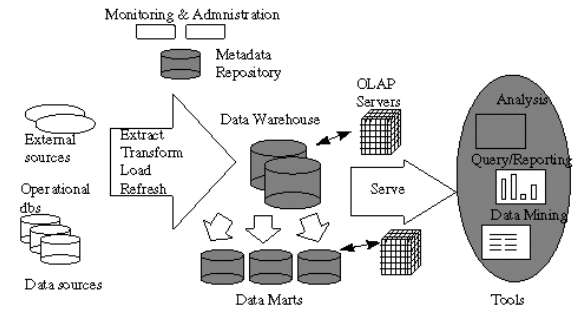 Monitoring & Admnistration
Metadata
Repository
OLAP
Servers
Analysis
Data Warehouse
External
sources
Extract
Transform
Load
Refresh
Query/Reporting
Operational
dbs
Serve
Data Mining
Data sources
Data Marts
Tools